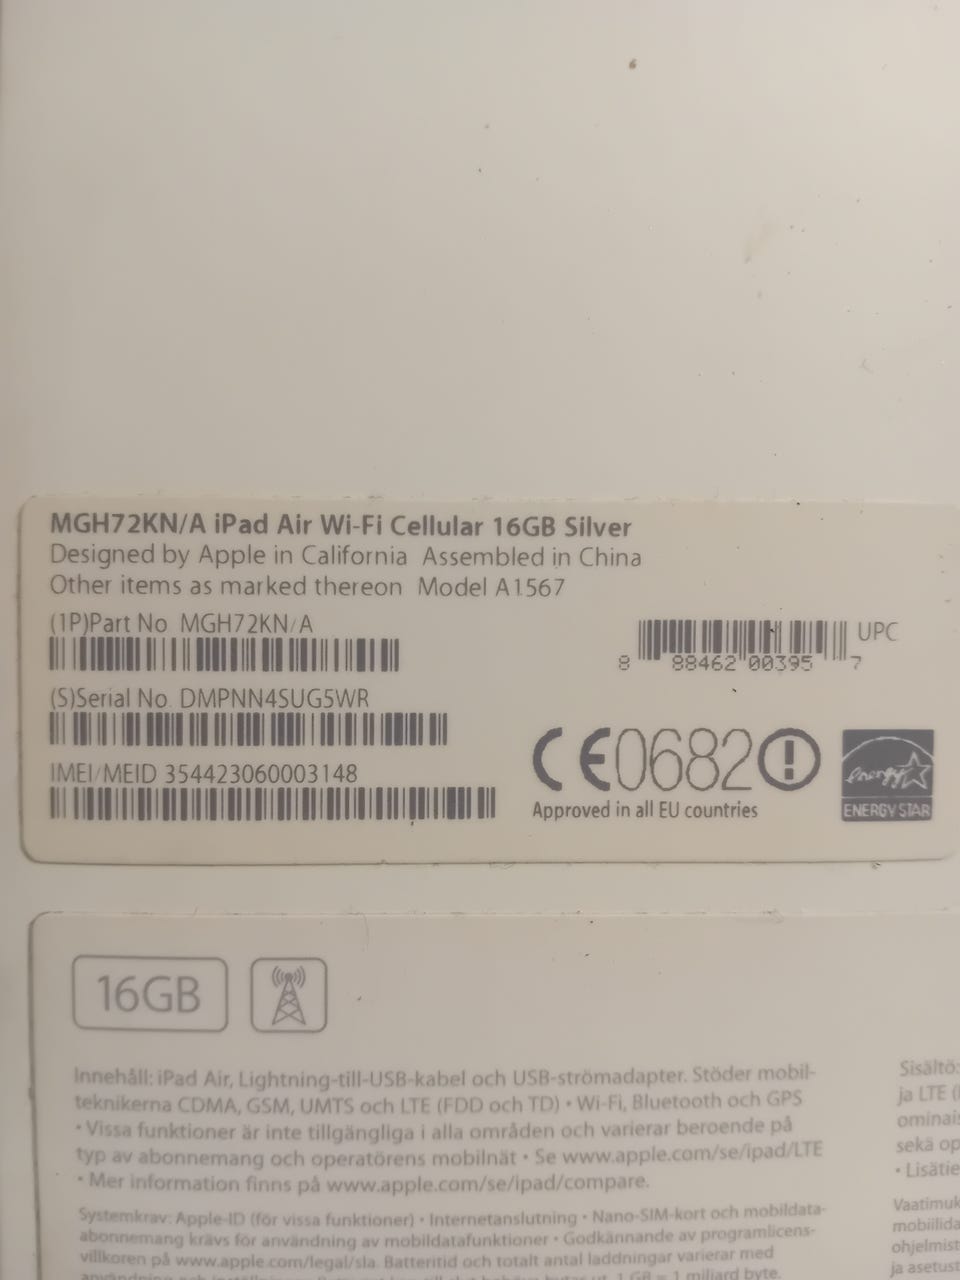 MGH72KN/A iPad Air Wi-Fi Cellular 16GB Silver
Designed by Apple in California Assembled in China
Other items as marked thereon Model A1567
(1P)Part No MGH72KN/A
UPC
8 88462 00395 7
(S)Serial No. DMPNN4SUG5WR
IMEI/MEID 354423060003148
CE0682
Approved in all EU countries
energy
ENERGY STAR
16GB
Innehåll: iPad Air, Lightning-till-USB-kabel och USB-strömadapter. Stöder mobil-
teknikerna CDMA, GSM, UMTS och LTE (FDD och TD) • Wi-Fi, Bluetooth och GPS
• Vissa funktioner är inte tillgängliga i alla områden och varierar beroende på
typ av abonnemang och operatörens mobilnät • Se www.apple.com/se/ipad/LTE
• Mer information finns på www.apple.com/se/ipad/compare.
Systemkrav: Apple-ID (för vissa funktioner) • Internetanslutning • Nano-SIM-kort och mobildata-
abonnemang krävs för användning av mobildatafunktioner • Godkännande av programlicens-
villkoren på www.apple.com/legal/sla. Batteritid och totalt antal laddningar varierar med
1 GB = 1 miljard byte.
Sisältö:
ja LTE (
ominais
sekä op
• Lisätie
Vaatimuk
mobiilida
ohjelmist
ja asetust